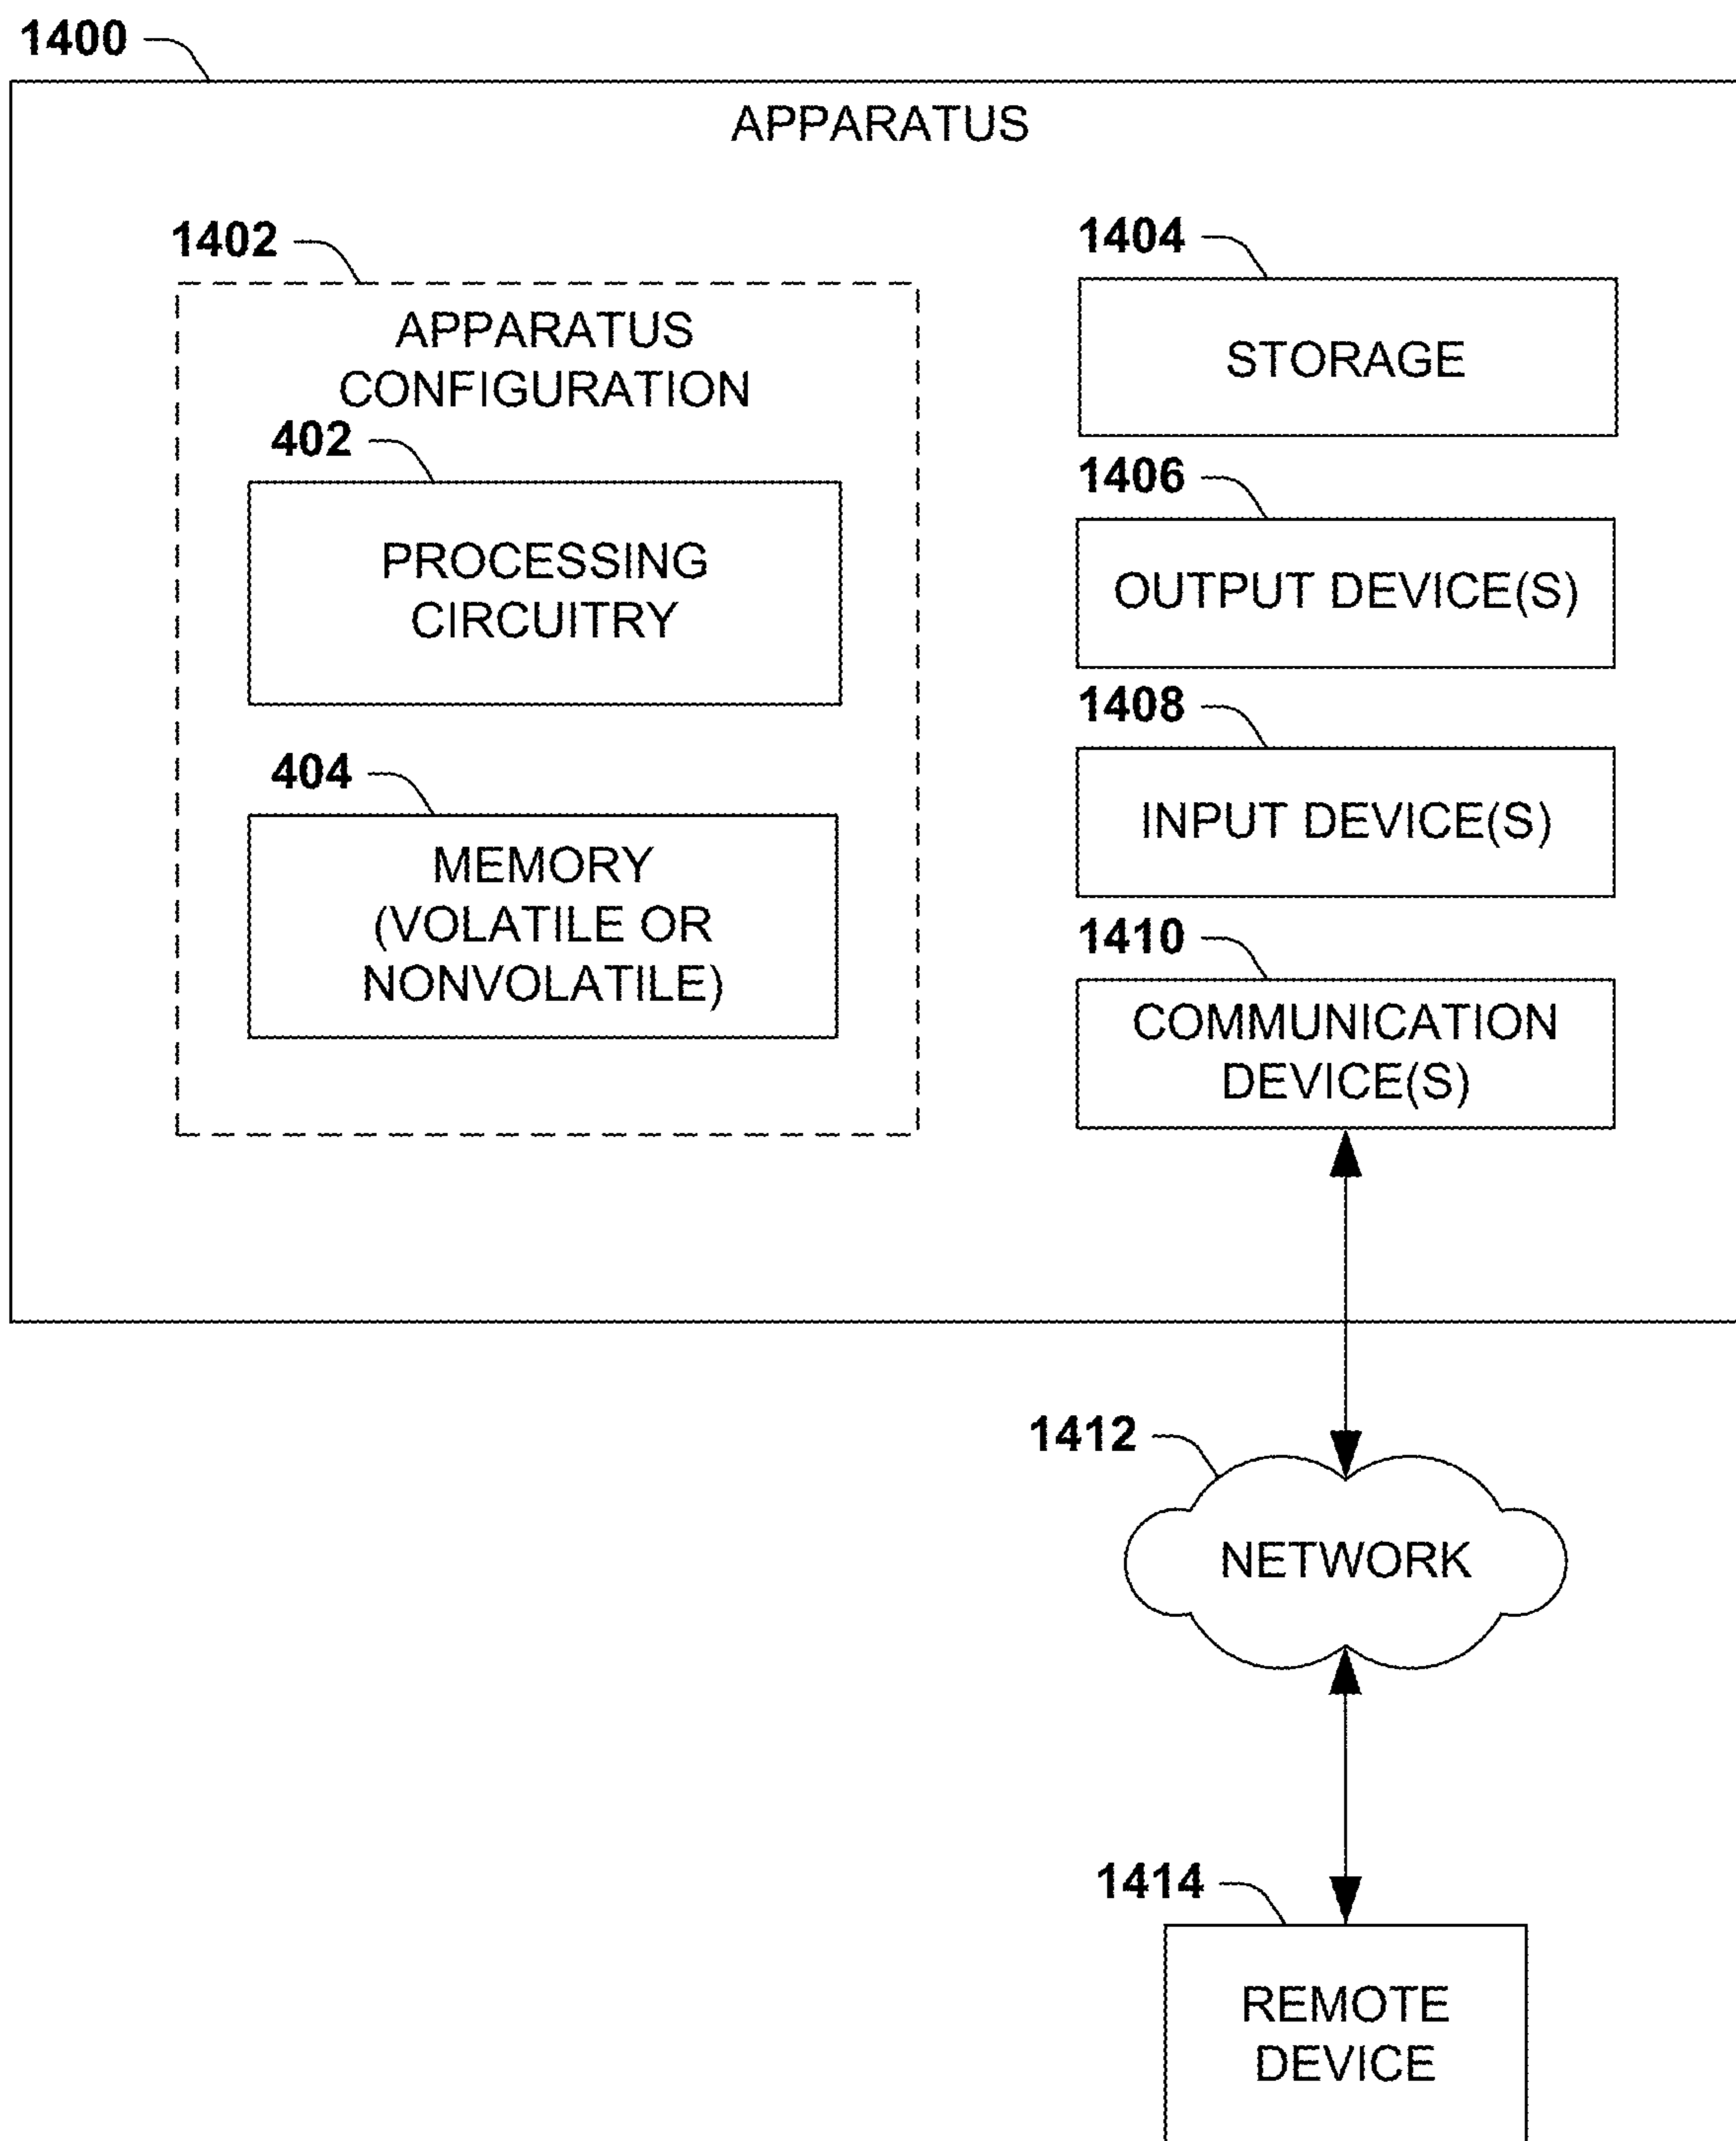 1400
APPARATUS
1402
APPARATUS
CONFIGURATION
402
PROCESSING
CIRCUITRY
404
MEMORY
(VOLATILE OR
NONVOLATILE)
1404
STORAGE
1406
OUTPUT DEVICE(S)
1408
INPUT DEVICE(S)
1410
COMMUNICATION
DEVICE(S)
1412
NETWORK
1414
REMOTE
DEVICE